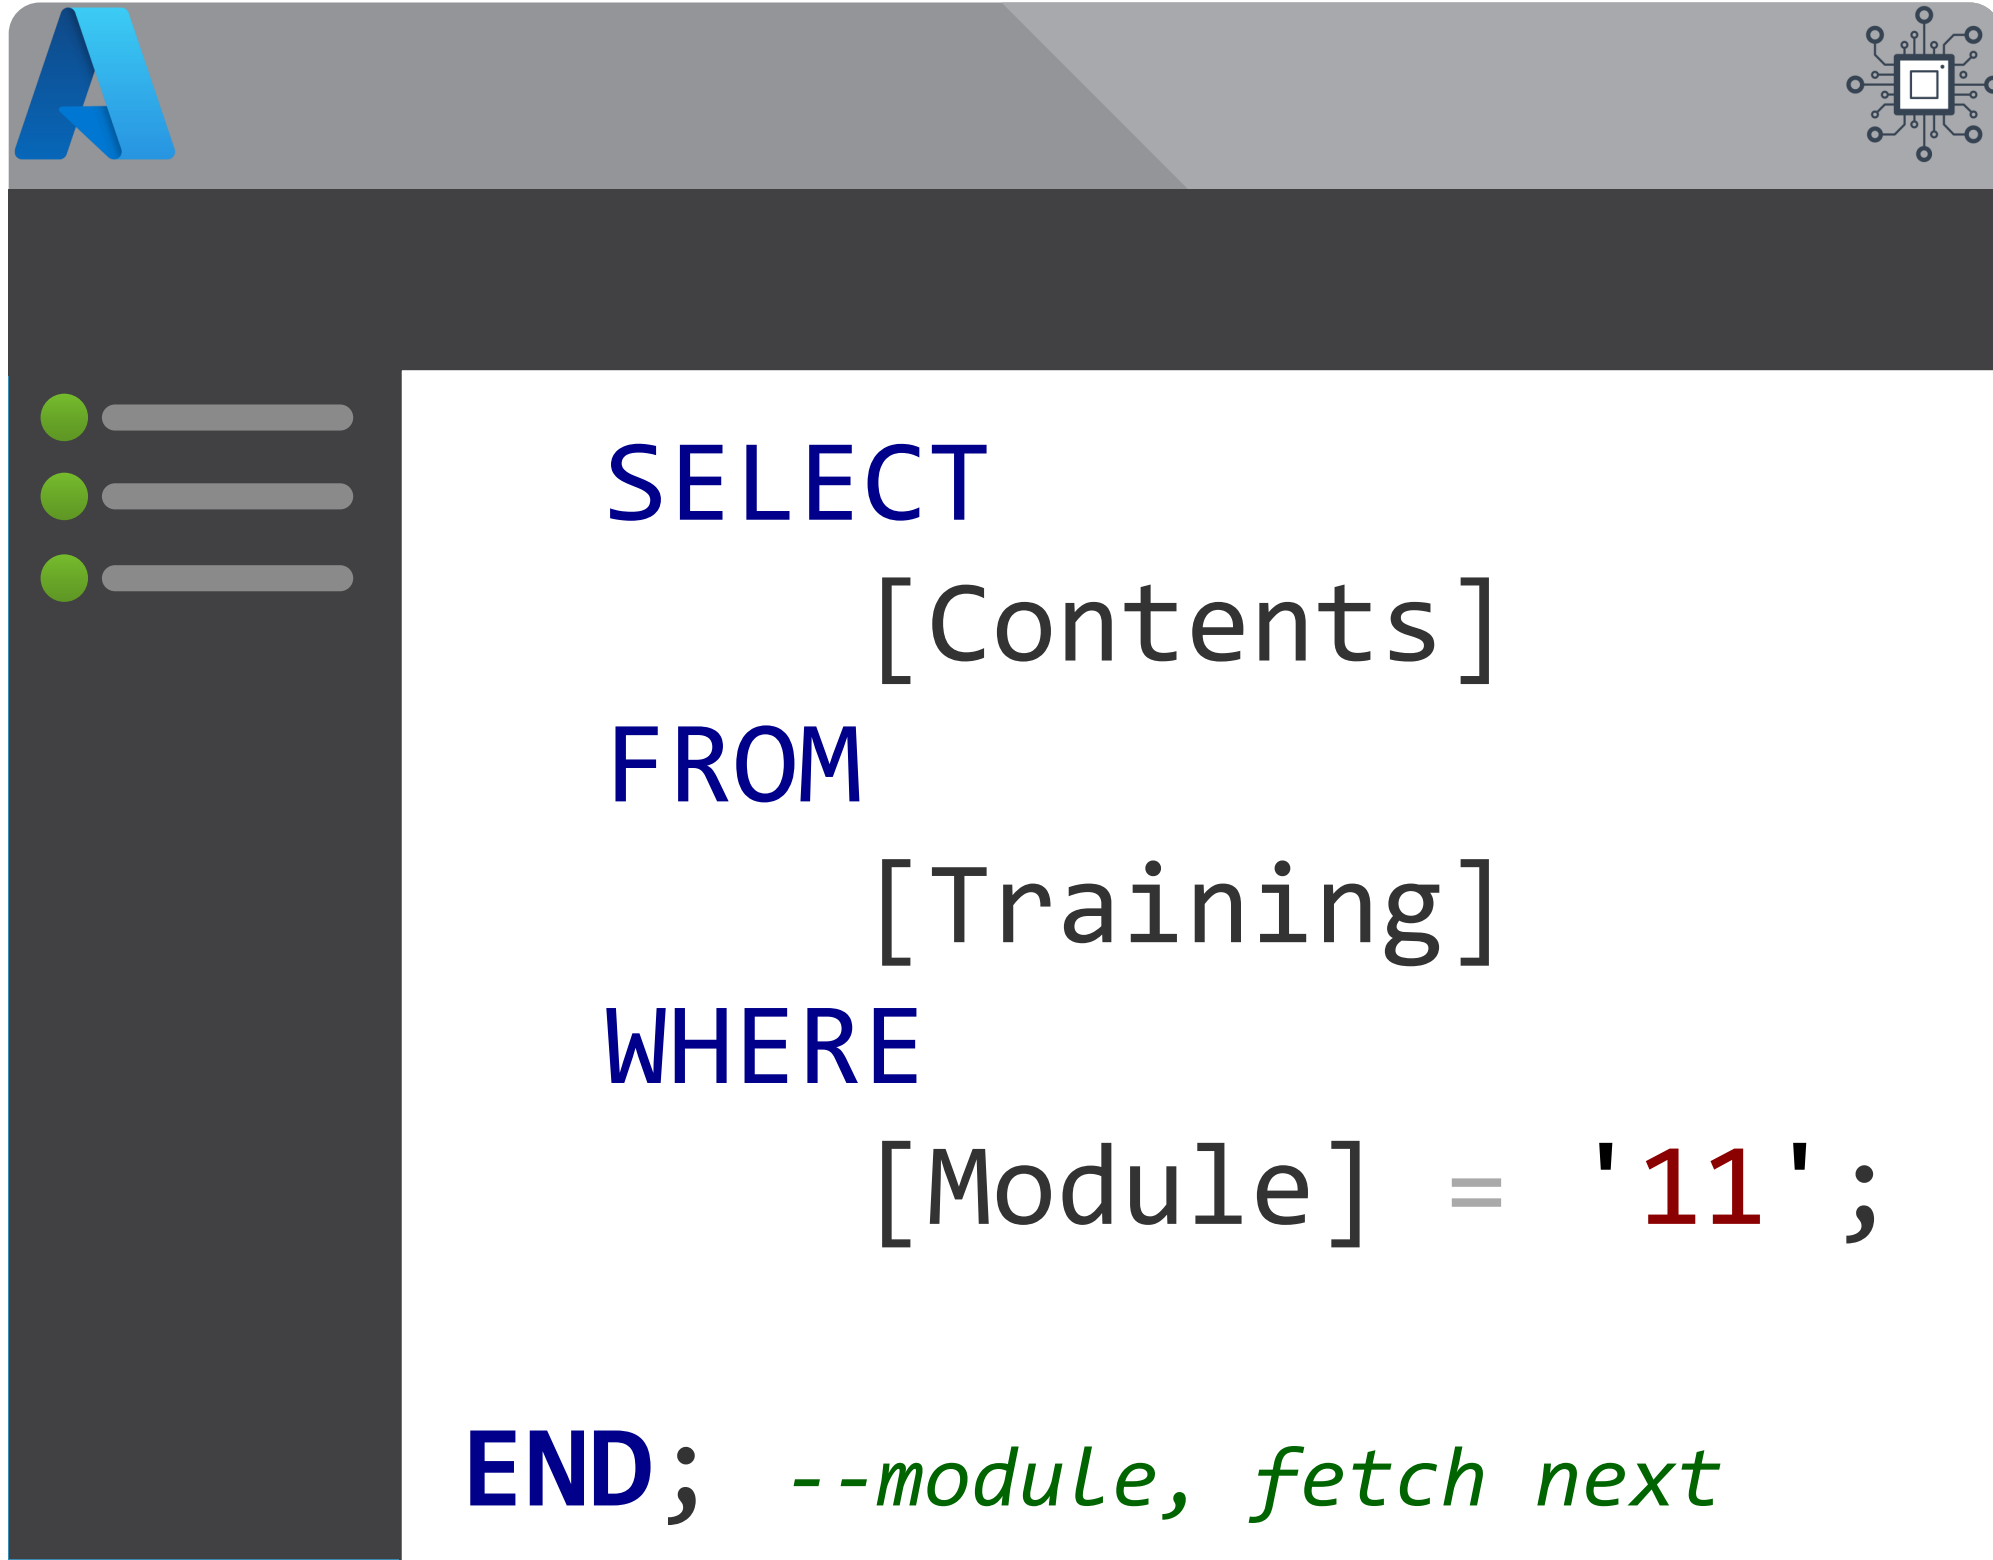 SELECT
[Contents]
FROM
[Training]
WHERE
[Module] = '11';
END; --module, fetch next